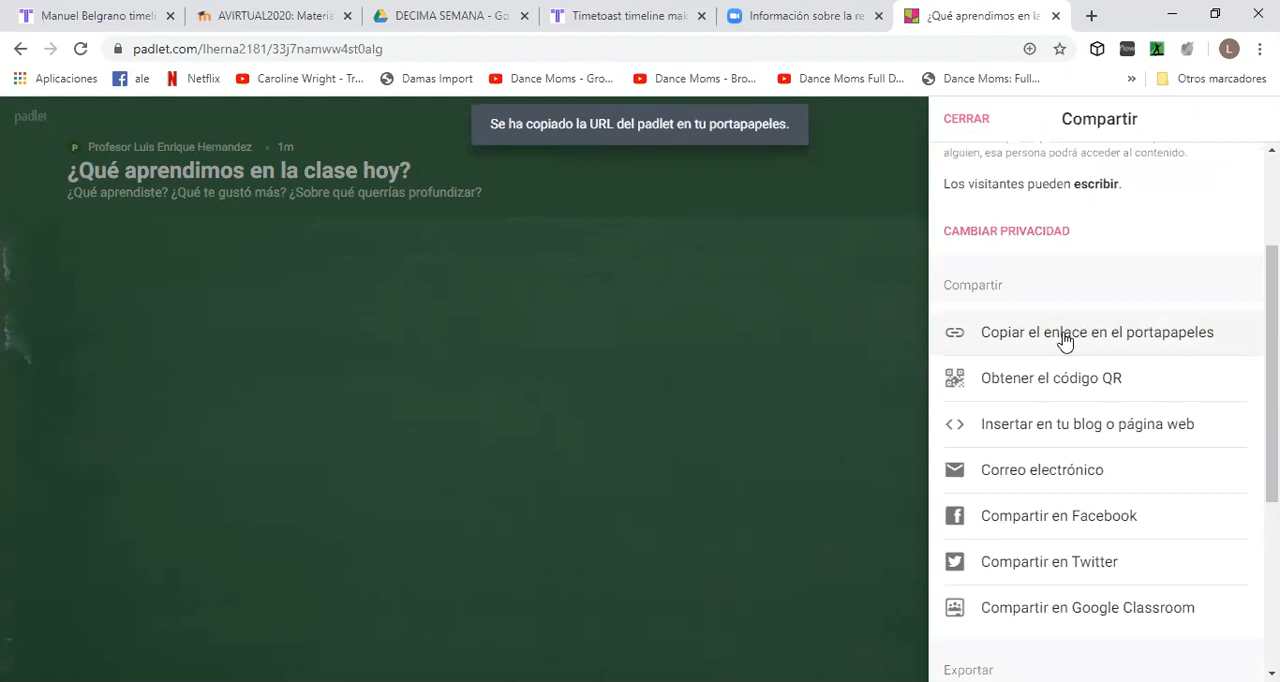 Manuel Belgrano timeli
AVIRTUAL2020: Materia
DECIMA SEMANA - Go
Timetoast timeline mak
Información sobre la re
¿Qué aprendimos en la
padlet.com/lherna2181/33j7namww4st0alg
L
Aplicaciones
ale
Netflix
Caroline Wright - Tr...
Damas Import
Dance Moms - Gro...
Dance Moms - Bro...
Dance Moms Full D...
Dance Moms: Full...
»
Otros marcadores
padlet
Se ha copiado la URL del padlet en tu portapapeles.
Profesor Luis Enrique Hernandez • 1m
¿Qué aprendimos en la clase hoy?
¿Qué aprendiste? ¿Qué te gustó más? ¿Sobre qué querrías profundizar?
CERRAR
Compartir
alguien, esa persona podrá acceder al contenido.
Los visitantes pueden escribir.
CAMBIAR PRIVACIDAD
Compartir
Copiar el enlace en el portapapeles
Obtener el código QR
Insertar en tu blog o página web
Correo electrónico
Compartir en Facebook
Compartir en Twitter
Compartir en Google Classroom
Exportar